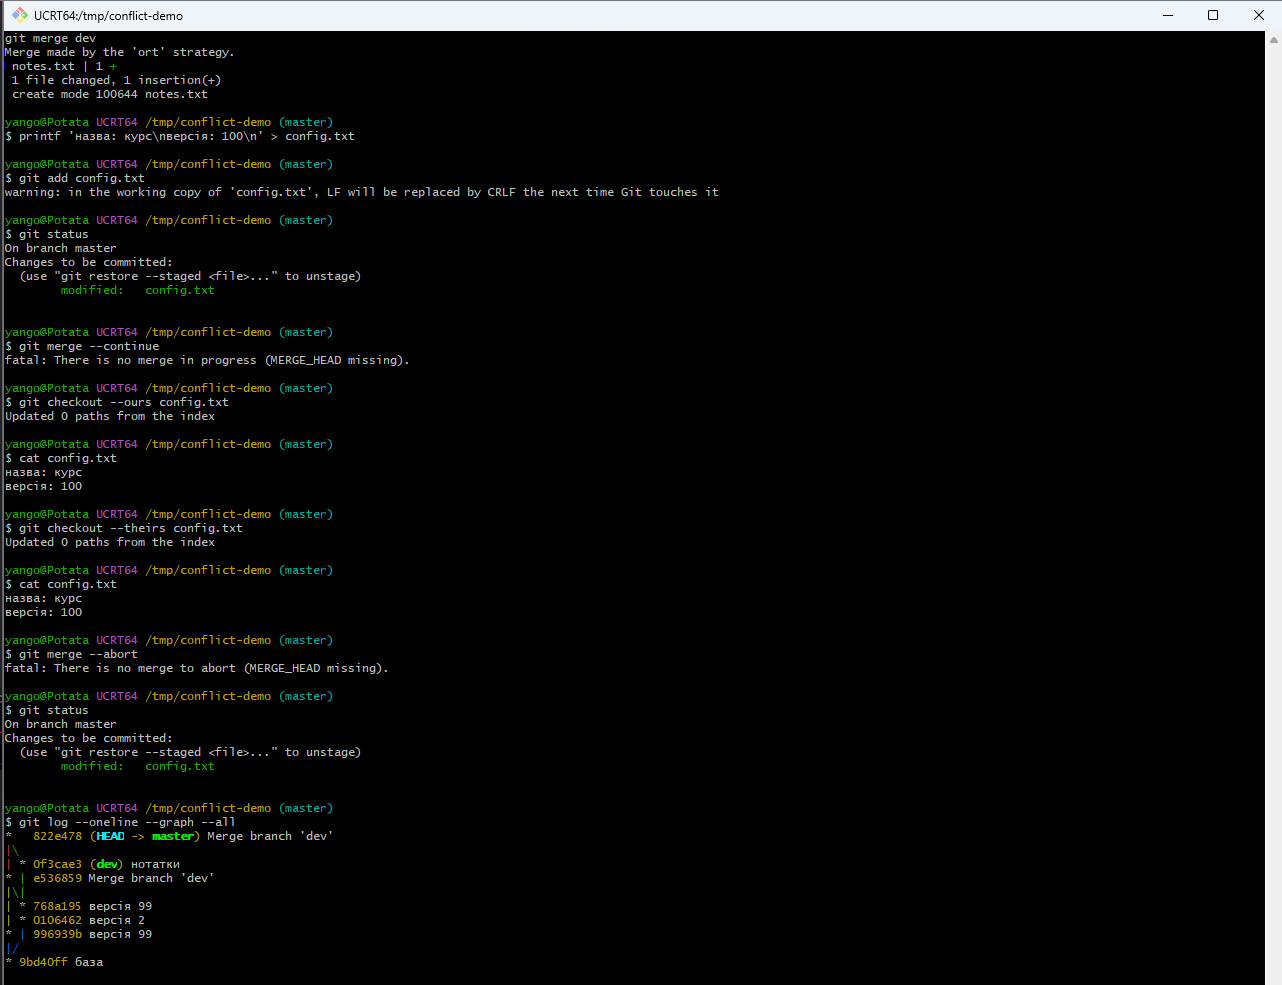 UCRT64:/tmp/conflict-demo
git merge dev
Merge made by the 'ort' strategy.
 notes.txt | 1 +
 1 file changed, 1 insertion(+)
 create mode 100644 notes.txt
yango@Potata UCRT64 /tmp/conflict-demo (master)
$ printf 'назва: курс\nверсія: 100\n' > config.txt
yango@Potata UCRT64 /tmp/conflict-demo (master)
$ git add config.txt
warning: in the working copy of 'config.txt', LF will be replaced by CRLF the next time Git touches it
yango@Potata UCRT64 /tmp/conflict-demo (master)
$ git status
On branch master
Changes to be committed:
  (use "git restore --staged <file>..." to unstage)
        modified:   config.txt
yango@Potata UCRT64 /tmp/conflict-demo (master)
$ git merge --continue
fatal: There is no merge in progress (MERGE_HEAD missing).
yango@Potata UCRT64 /tmp/conflict-demo (master)
$ git checkout --ours config.txt
Updated 0 paths from the index
yango@Potata UCRT64 /tmp/conflict-demo (master)
$ cat config.txt
назва: курс
версія: 100
yango@Potata UCRT64 /tmp/conflict-demo (master)
$ git checkout --theirs config.txt
Updated 0 paths from the index
yango@Potata UCRT64 /tmp/conflict-demo (master)
$ cat config.txt
назва: курс
версія: 100
yango@Potata UCRT64 /tmp/conflict-demo (master)
$ git merge --abort
fatal: There is no merge to abort (MERGE_HEAD missing).
yango@Potata UCRT64 /tmp/conflict-demo (master)
$ git status
On branch master
Changes to be committed:
  (use "git restore --staged <file>..." to unstage)
        modified:   config.txt
yango@Potata UCRT64 /tmp/conflict-demo (master)
$ git log --oneline --graph --all
*   822e478 (HEAD -> master) Merge branch 'dev'
|\
| * 0f3cae3 (dev) нотатки
* | e536859 Merge branch 'dev'
|\|
| * 768a195 версія 99
| * 0106462 версія 2
* | 996939b версія 99
|/
* 9bd40ff база